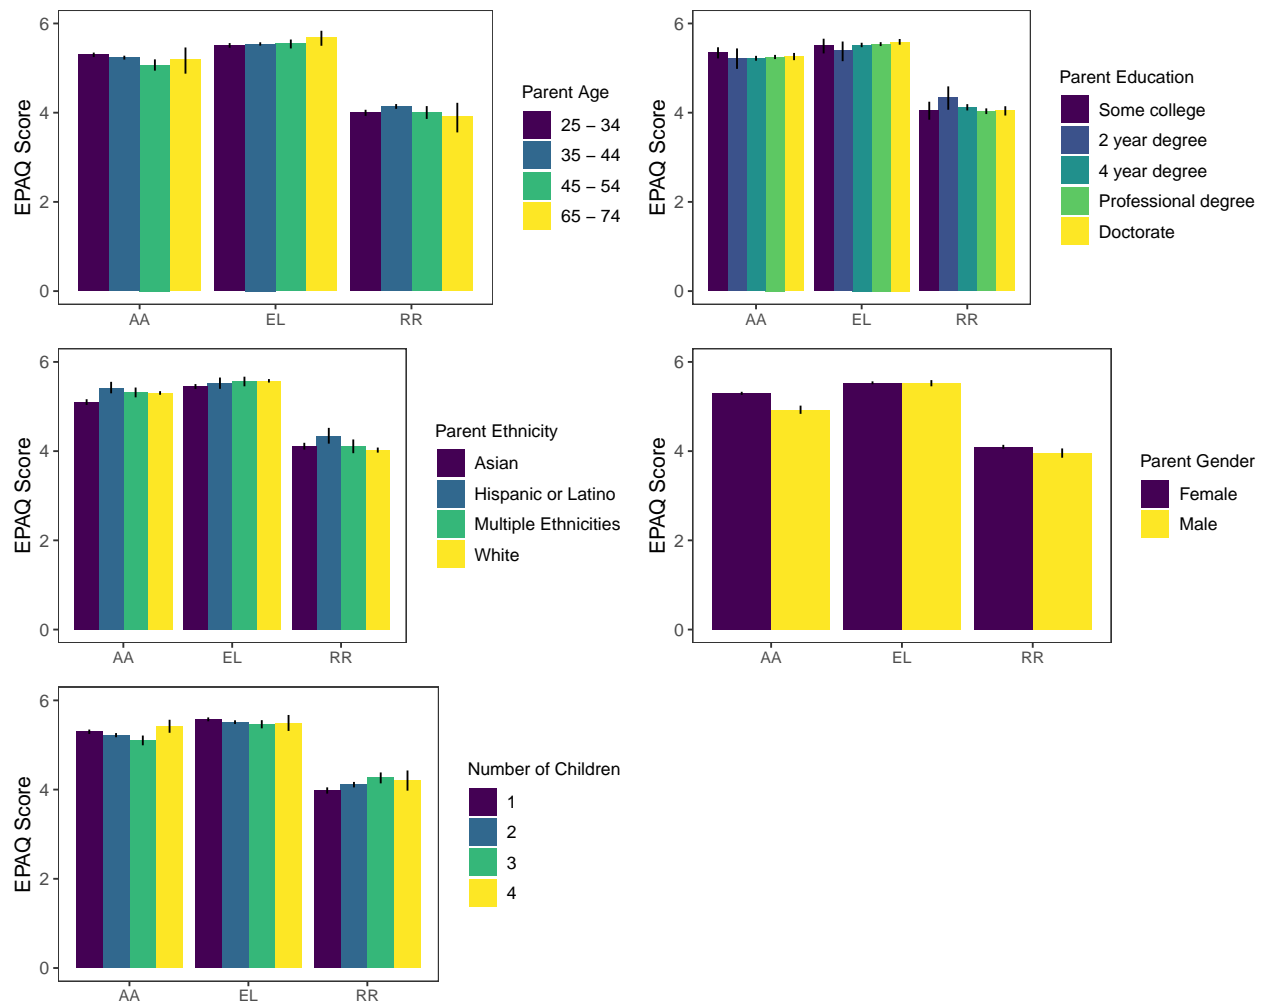 EPAQ Score
6
4
2
0
AA EL RR
Parent Age
25 – 34
35 – 44
45 – 54
65 – 74
EPAQ Score
6
4
2
0
AA EL RR
Parent Education
Some college
2 year degree
4 year degree
Professional degree
Doctorate
EPAQ Score
6
4
2
0
AA EL RR
Parent Ethnicity
Asian
Hispanic or Latino
Multiple Ethnicities
White
EPAQ Score
6
4
2
0
AA EL RR
Parent Gender
Female
Male
EPAQ Score
6
4
2
0
AA EL RR
Number of Children
1
2
3
4